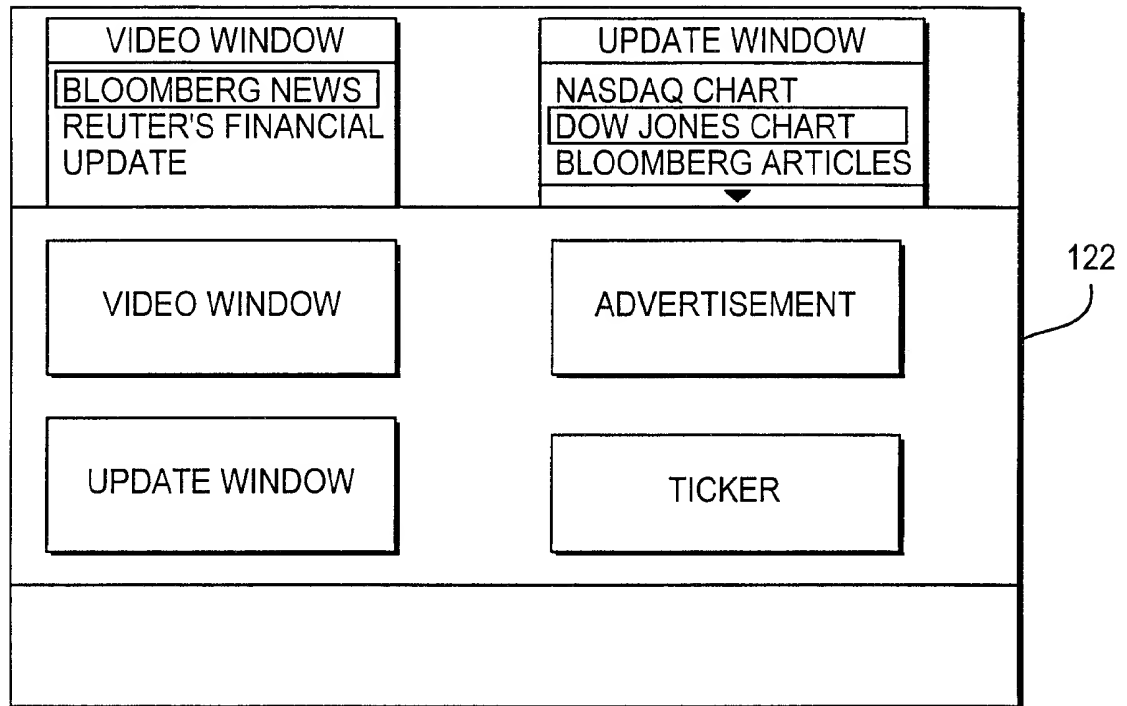 VIDEO WINDOW
BLOOMBERG NEWS
REUTER'S FINANCIAL
UPDATE
UPDATE WINDOW
NASDAQ CHART
DOW JONES CHART
BLOOMBERG ARTICLES
VIDEO WINDOW
ADVERTISEMENT
122
UPDATE WINDOW
TICKER